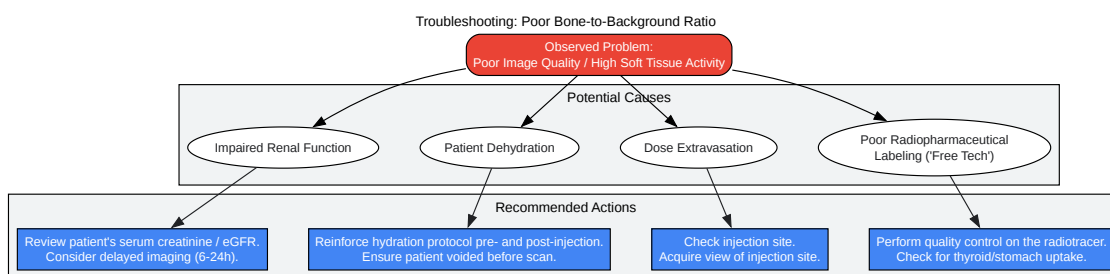 Troubleshooting: Poor Bone-to-Background Ratio
Observed Problem:
Poor Image Quality / High Soft Tissue Activity
Potential Causes
Impaired Renal Function
Patient Dehydration
Dose Extravasation
Poor Radiopharmaceutical
Labeling ('Free Tech')
Recommended Actions
Review patient's serum creatinine / eGFR.
Consider delayed imaging (6-24h).
Reinforce hydration protocol pre- and post-injection.
Ensure patient voided before scan.
Check injection site.
Acquire view of injection site.
Perform quality control on the radiotracer.
Check for thyroid/stomach uptake.